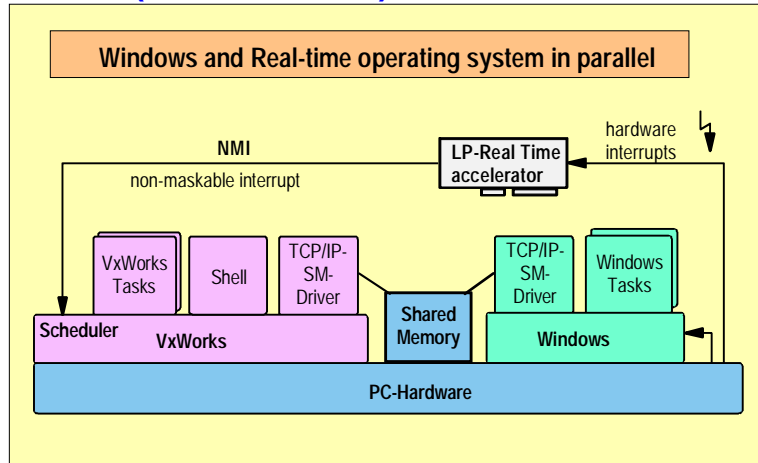 Windows and Real-time operating system in parallel
hardware
interrupts
NMI
non-maskable interrupt
LP-Real Time
accelerator
VxWorks
Tasks
Shell
TCP/IP-
SM-
Driver
TCP/IP-
SM-
Driver
Windows
Tasks
Shared
Memory
Scheduler
VxWorks
Windows
PC-Hardware